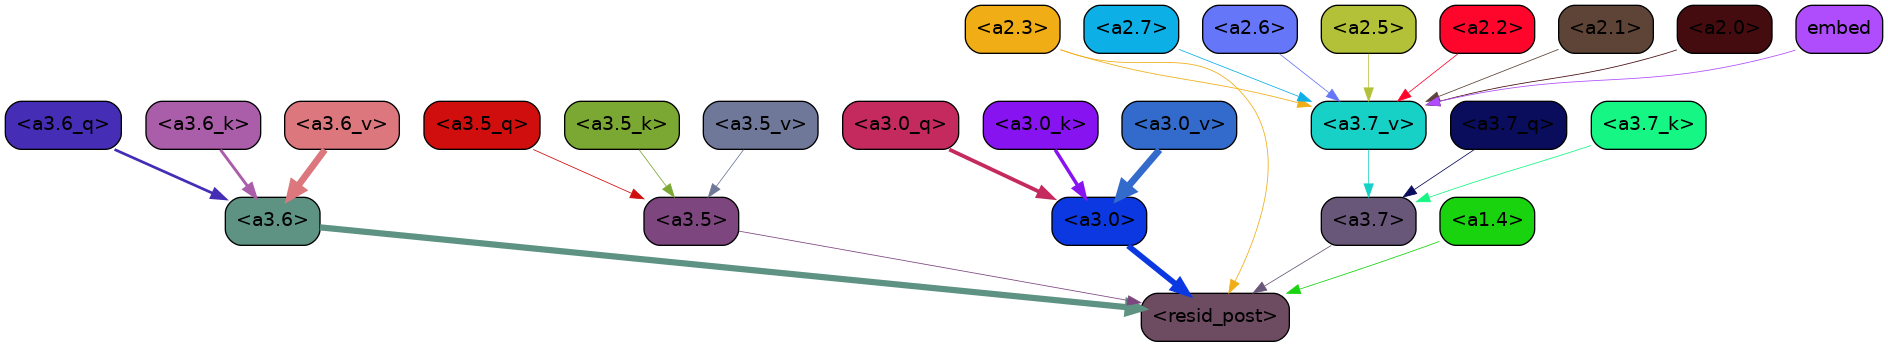 <a2.3> <a2.7> <a2.6> <a2.5> <a2.2> <a2.1> <a2.0> embed
<a3.6_q> <a3.6_k> <a3.6_v> <a3.5_q> <a3.5_k> <a3.5_v> <a3.0_q> <a3.0_k> <a3.0_v> <a3.7_v> <a3.7_q> <a3.7_k>
<a3.6> <a3.5> <a3.0> <a3.7> <a1.4>
<resid_post>